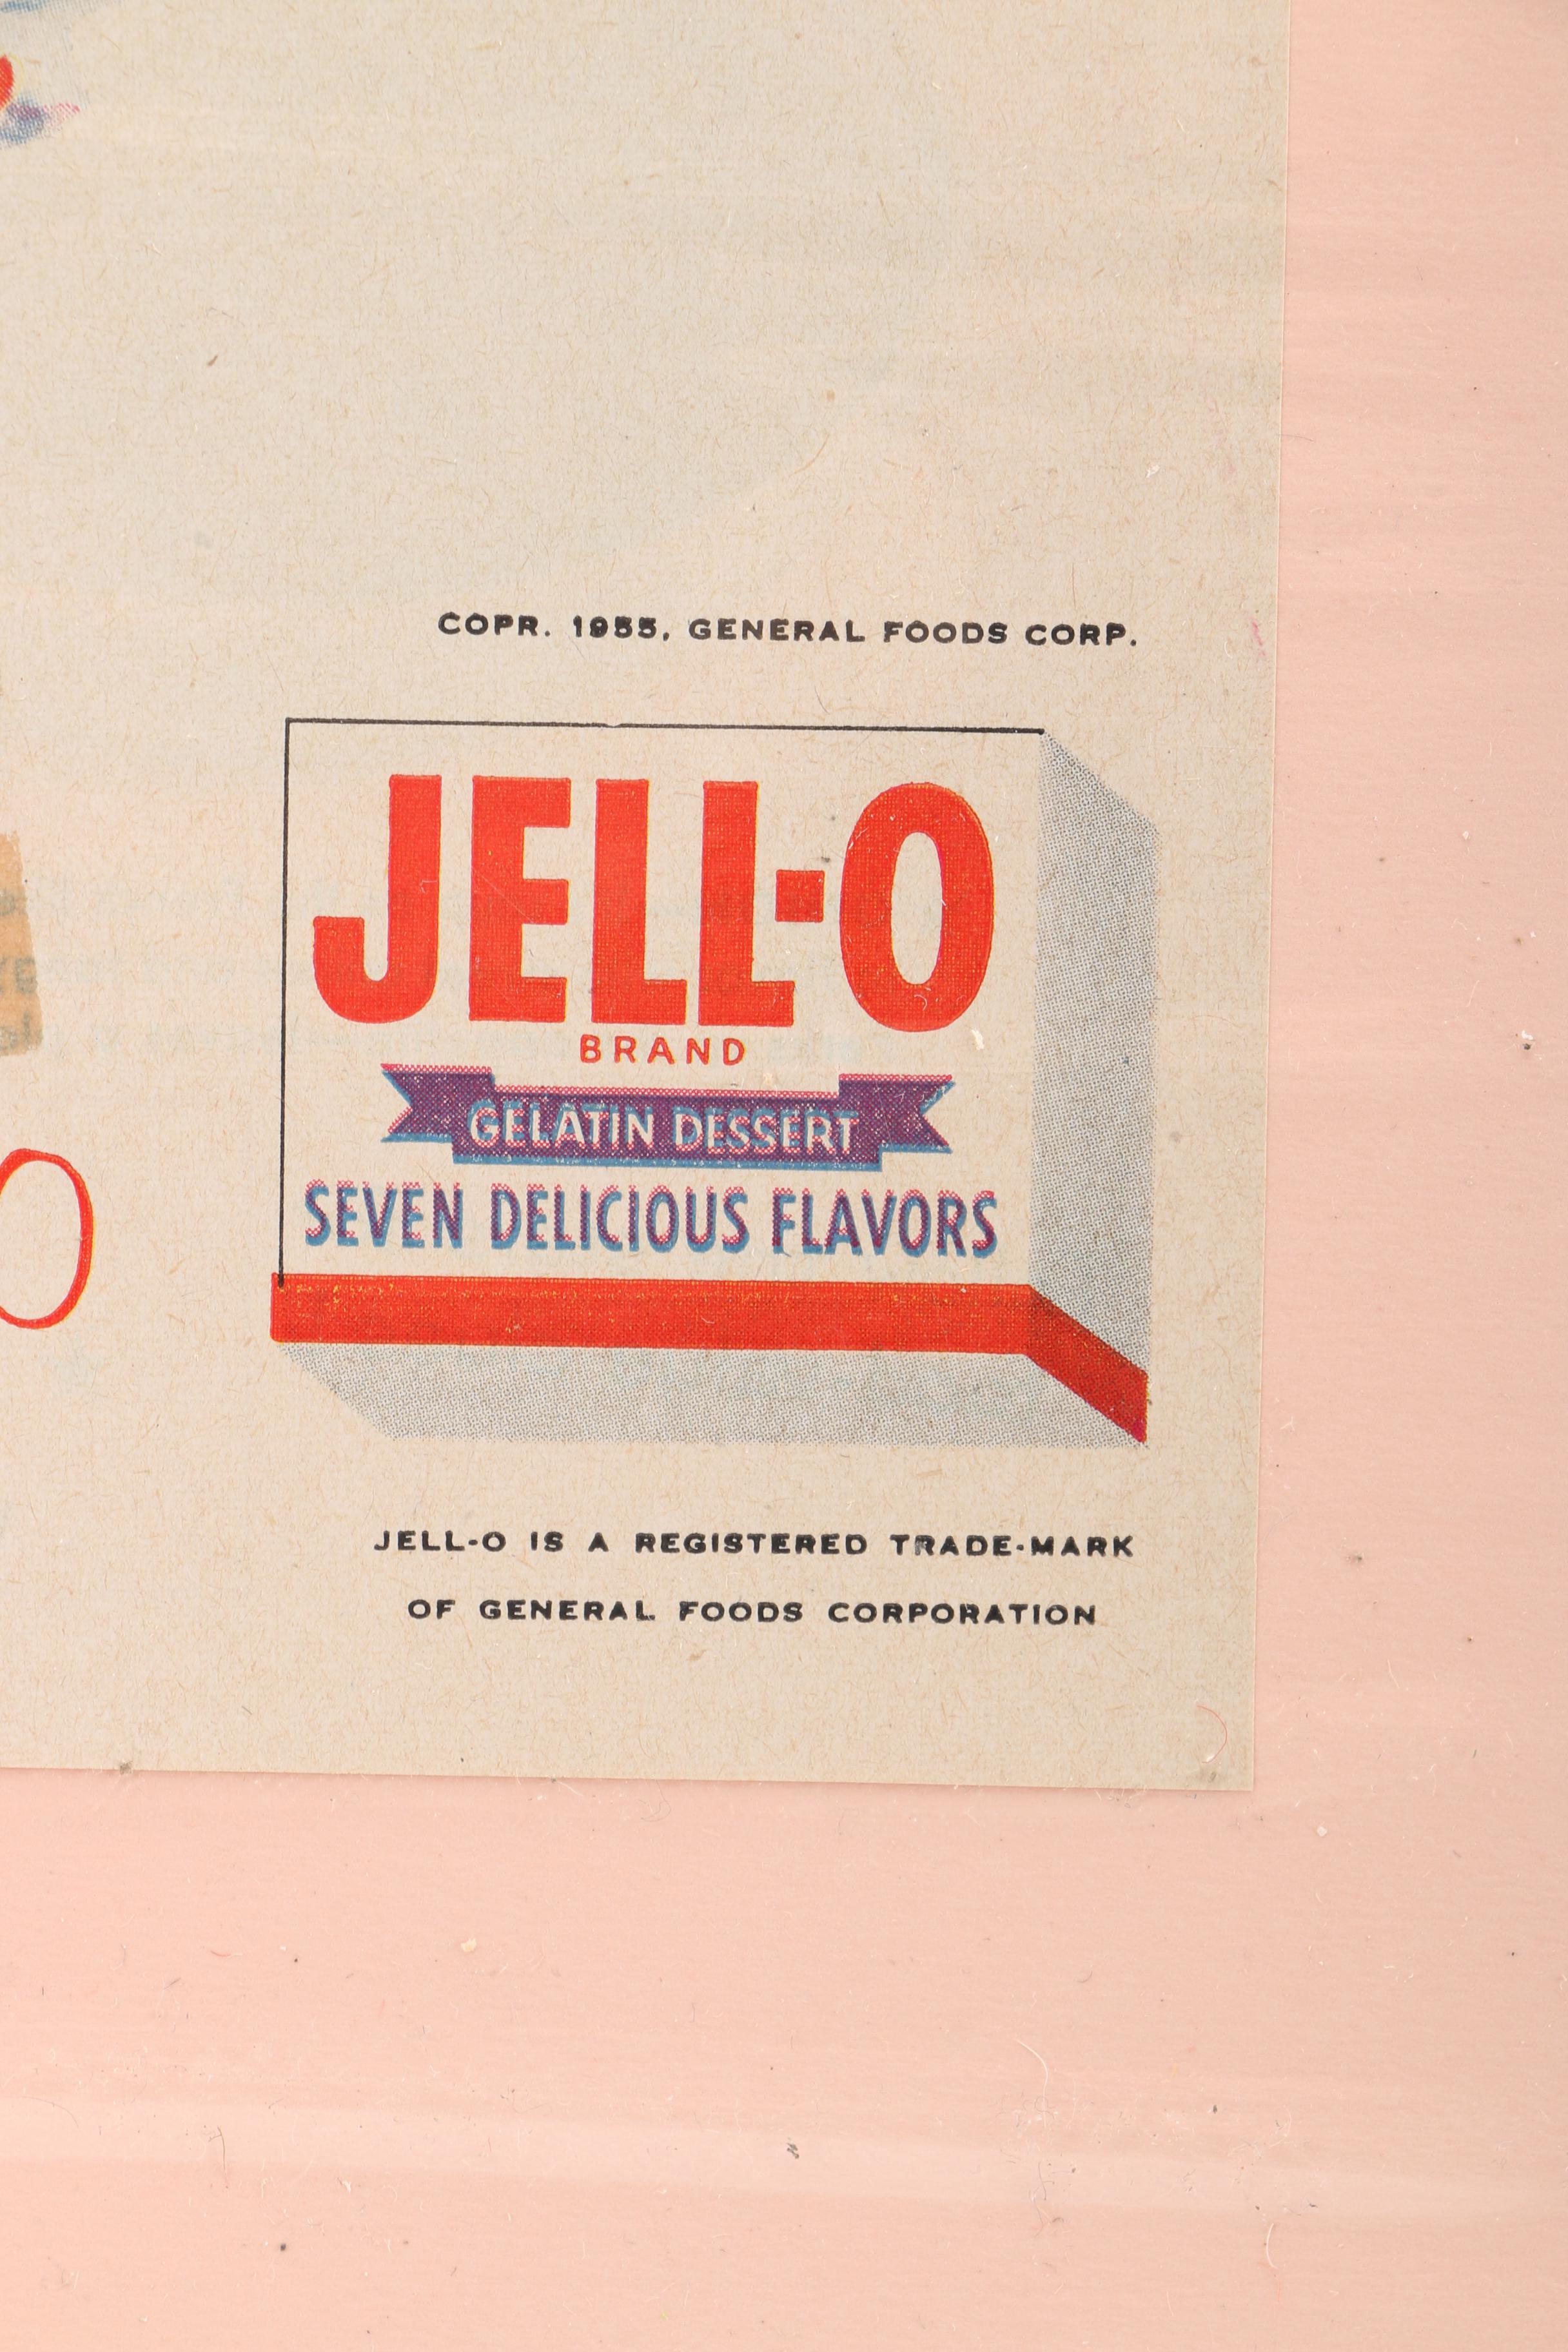 COPR. 1955, GENERAL FOODS CORP.
JELL-O
BRAND
GELATIN DESSERT
SEVEN DELICIOUS FLAVORS
JELL-O IS A REGISTERED TRADE-MARK
OF GENERAL FOODS CORPORATION